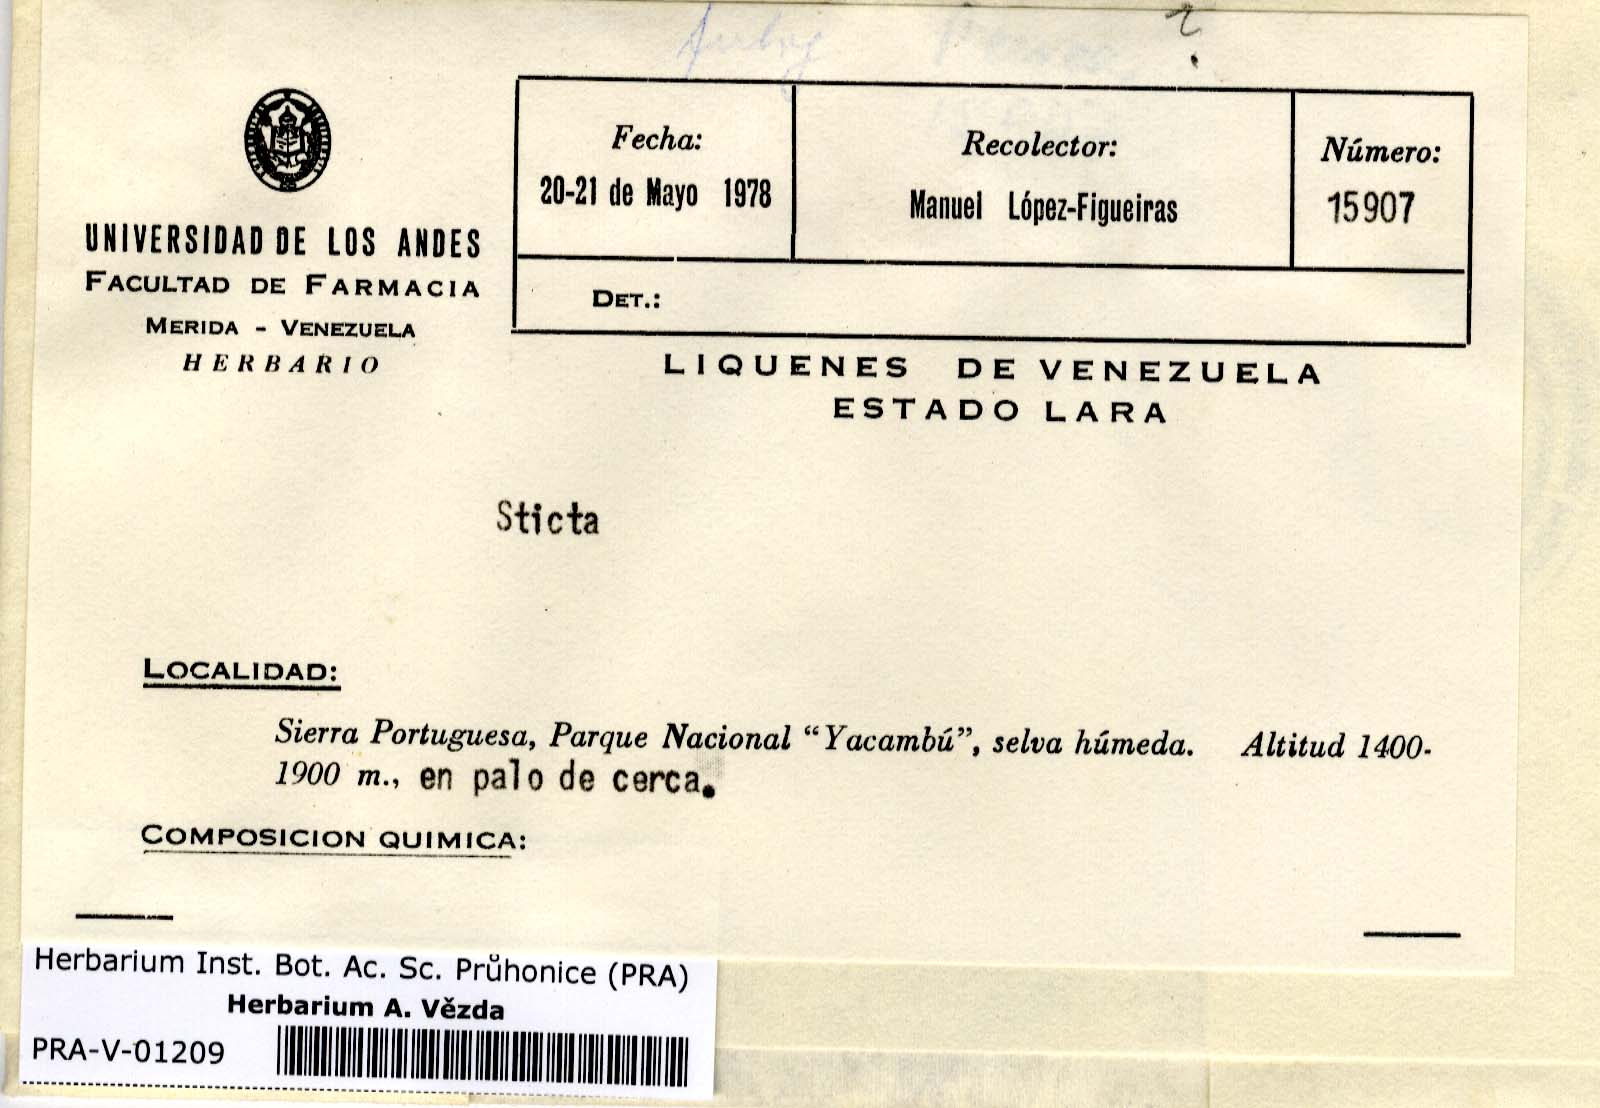 ?
Fecha:
20-21 de Mayo 1978
Recolector:
Manuel López-Figueiras
Número:
15907
DET.:
UNIVERSIDAD DE LOS ANDES
FACULTAD DE FARMACIA
MERIDA - VENEZUELA
HERBARIO
LIQUENES DE VENEZUELA
ESTADO LARA
Sticta
LOCALIDAD:
Sierra Portuguesa, Parque Nacional “Yacambú”, selva húmeda. Altitud 1400-
1900 m., en palo de cerca.
COMPOSICION QUIMICA:
Herbarium Inst. Bot. Ac. Sc. Průhonice (PRA)
Herbarium A. Vězda
PRA-V-01209